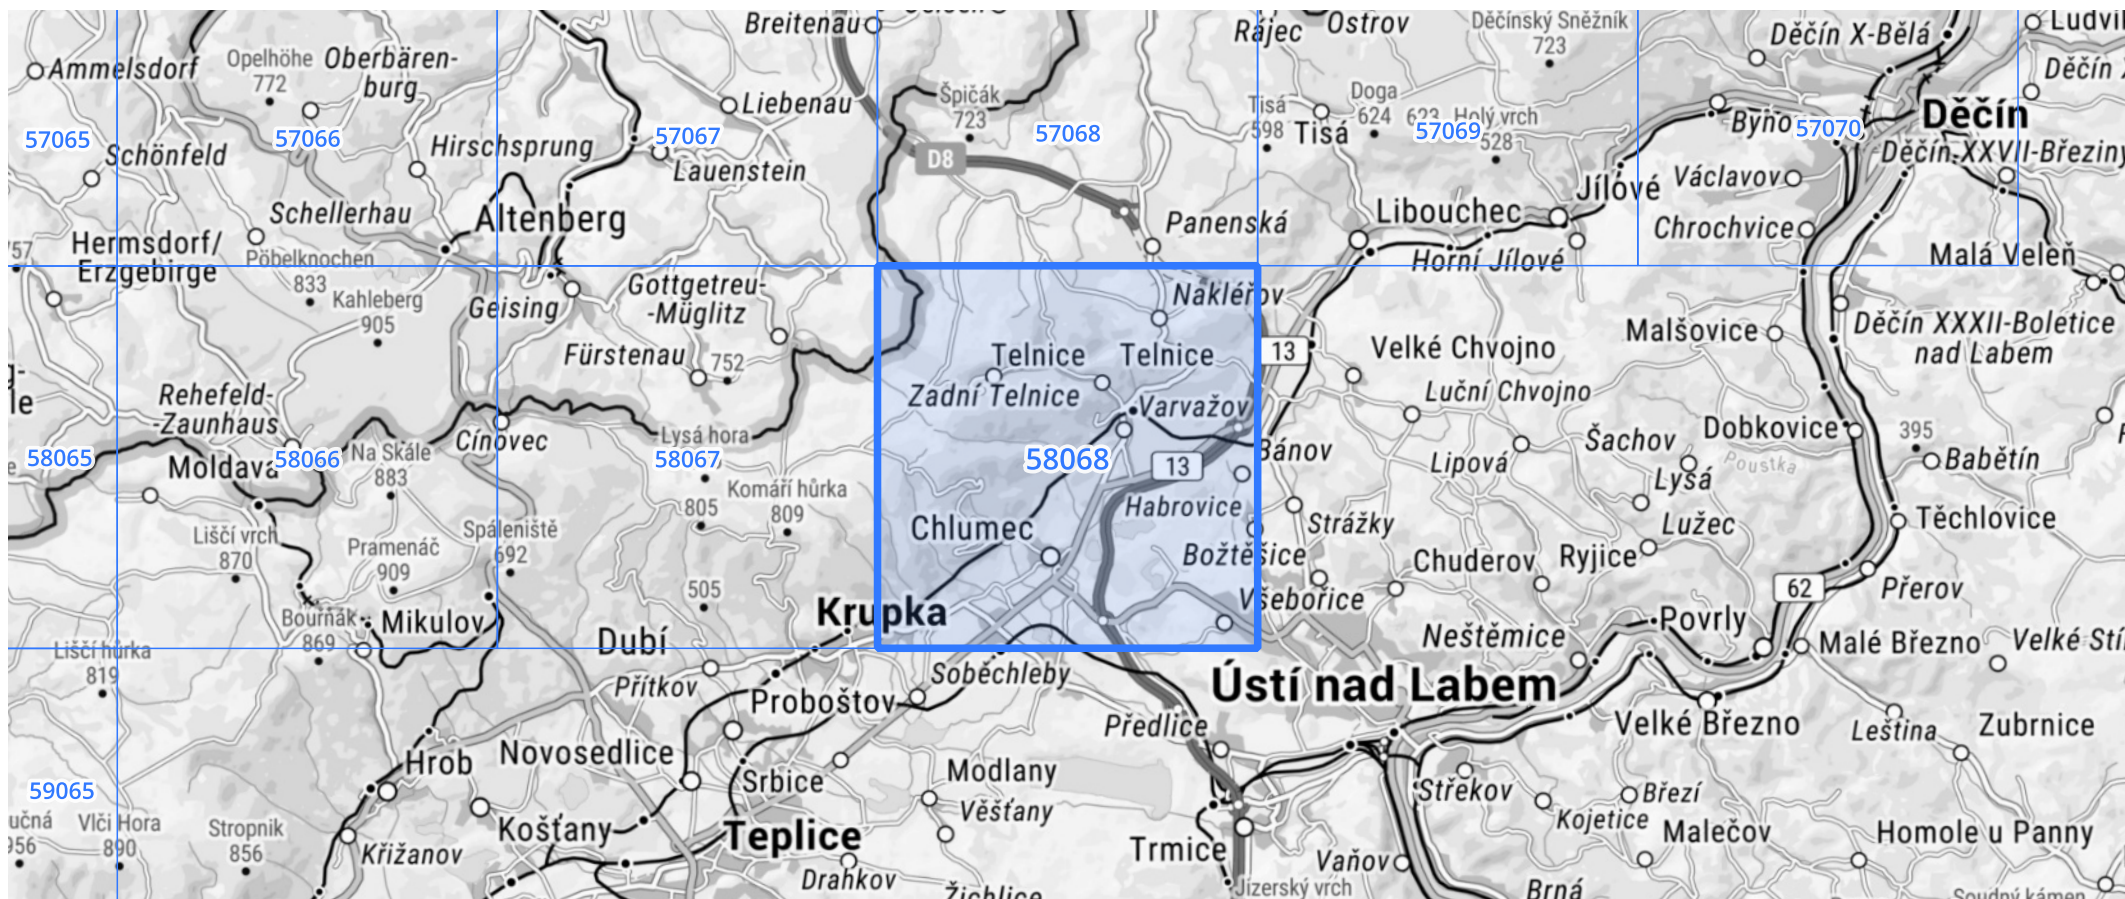 Breitenau
Rájec
Ostrov
Děčínský Sněžník
723
Děčín X-Bělá
Ammelsdorf
Opelhöhe
772
Oberbären-
burg
Liebenau
Špičák
723
Tisá
598
Tisá
Doga
624
623
Holý vrch
528
Děčín
57065
57066
57067
57068
57069
57070
Schönfeld
Hirschsprung
Lauenstein
D8
Děčín XXVII-Březiny
Václavov
Jílové
Schellerhau
Altenberg
Panenská
Libouchec
Chrochvice
Hermsdorf/
Erzgebirge
Pöbelknochen
833
Horní Jílové
Malá Veleň
Kahleberg
905
Geising
Gottgetreu-
-Müglitz
Nakléřov
Děčín XXXII-Boletice
nad Labem
Malšovice
Fürstenau
752
Telnice
Telnice
13
Velké Chvojno
Rehefeld-
-Zaunhaus
Zadní Telnice
Varvažov
Luční Chvojno
Cínovec
Lysá hora
Bánov
Šachov
Dobkovice
395
58065
58066
58067
58068
Moldava
Na Skále
883
805
Komáří hůrka
809
13
Lipová
Lysá
Poustka
Babětín
Habrovice
Liščí vrch
870
Spáleniště
692
Chlumec
Strážky
Lužec
Těchlovice
Pramenáč
909
Božtěšice
Chuderov
Ryjice
505
Všebořice
62
Přerov
Bouřňák
869
Mikulov
Krupka
Povrly
Liščí hůrka
819
Dubí
Neštěmice
Malé Březno
Přítkov
Soběchleby
Ústí nad Labem
Proboštov
Předlice
Velké Březno
Leština
Zubrnice
Hrob
Novosedlice
Srbice
Modlany
Věšťany
Střekov
Březí
59065
956
Vlčí Hora
890
Stropnik
856
Košťany
Teplice
Trmice
Kojetice
Malečov
Homole u Panny
Křižanov
Drahkov
Vaňov
Jízerský vrch
Brná
Soudný kámen